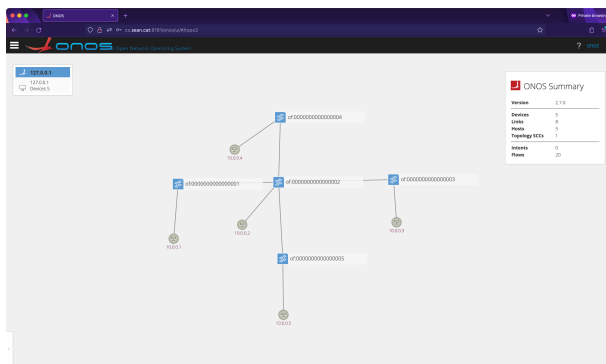 ONOS
Private browsing
sean.cat:8181/onos/ui/#/topo2
onos
Open Network Operating System
? onos
127.0.0.1
127.0.0.1
Devices 5
ONOS Summary
Version 2.7.0
Devices 5
Links 8
Hosts 5
Topology SCCs 1
Intents 0
Flows 20
of:0000000000000004
10.0.0.4
of:0000000000000001
of:0000000000000002
of:0000000000000003
10.0.0.1
10.0.0.2
10.0.0.3
of:0000000000000005
10.0.0.5